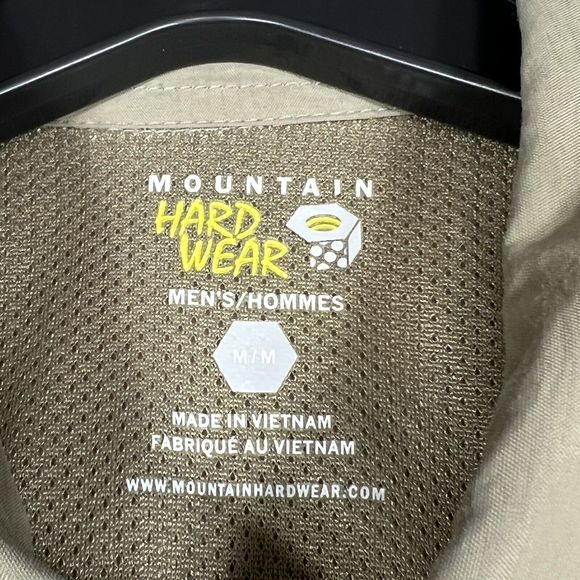 MOUNTAIN
HARD
WEAR
MEN'S/HOMMES
M/M
MADE IN VIETNAM
FABRIQUÉ AU VIETNAM
WWW.MOUNTAINHARDWEAR.COM